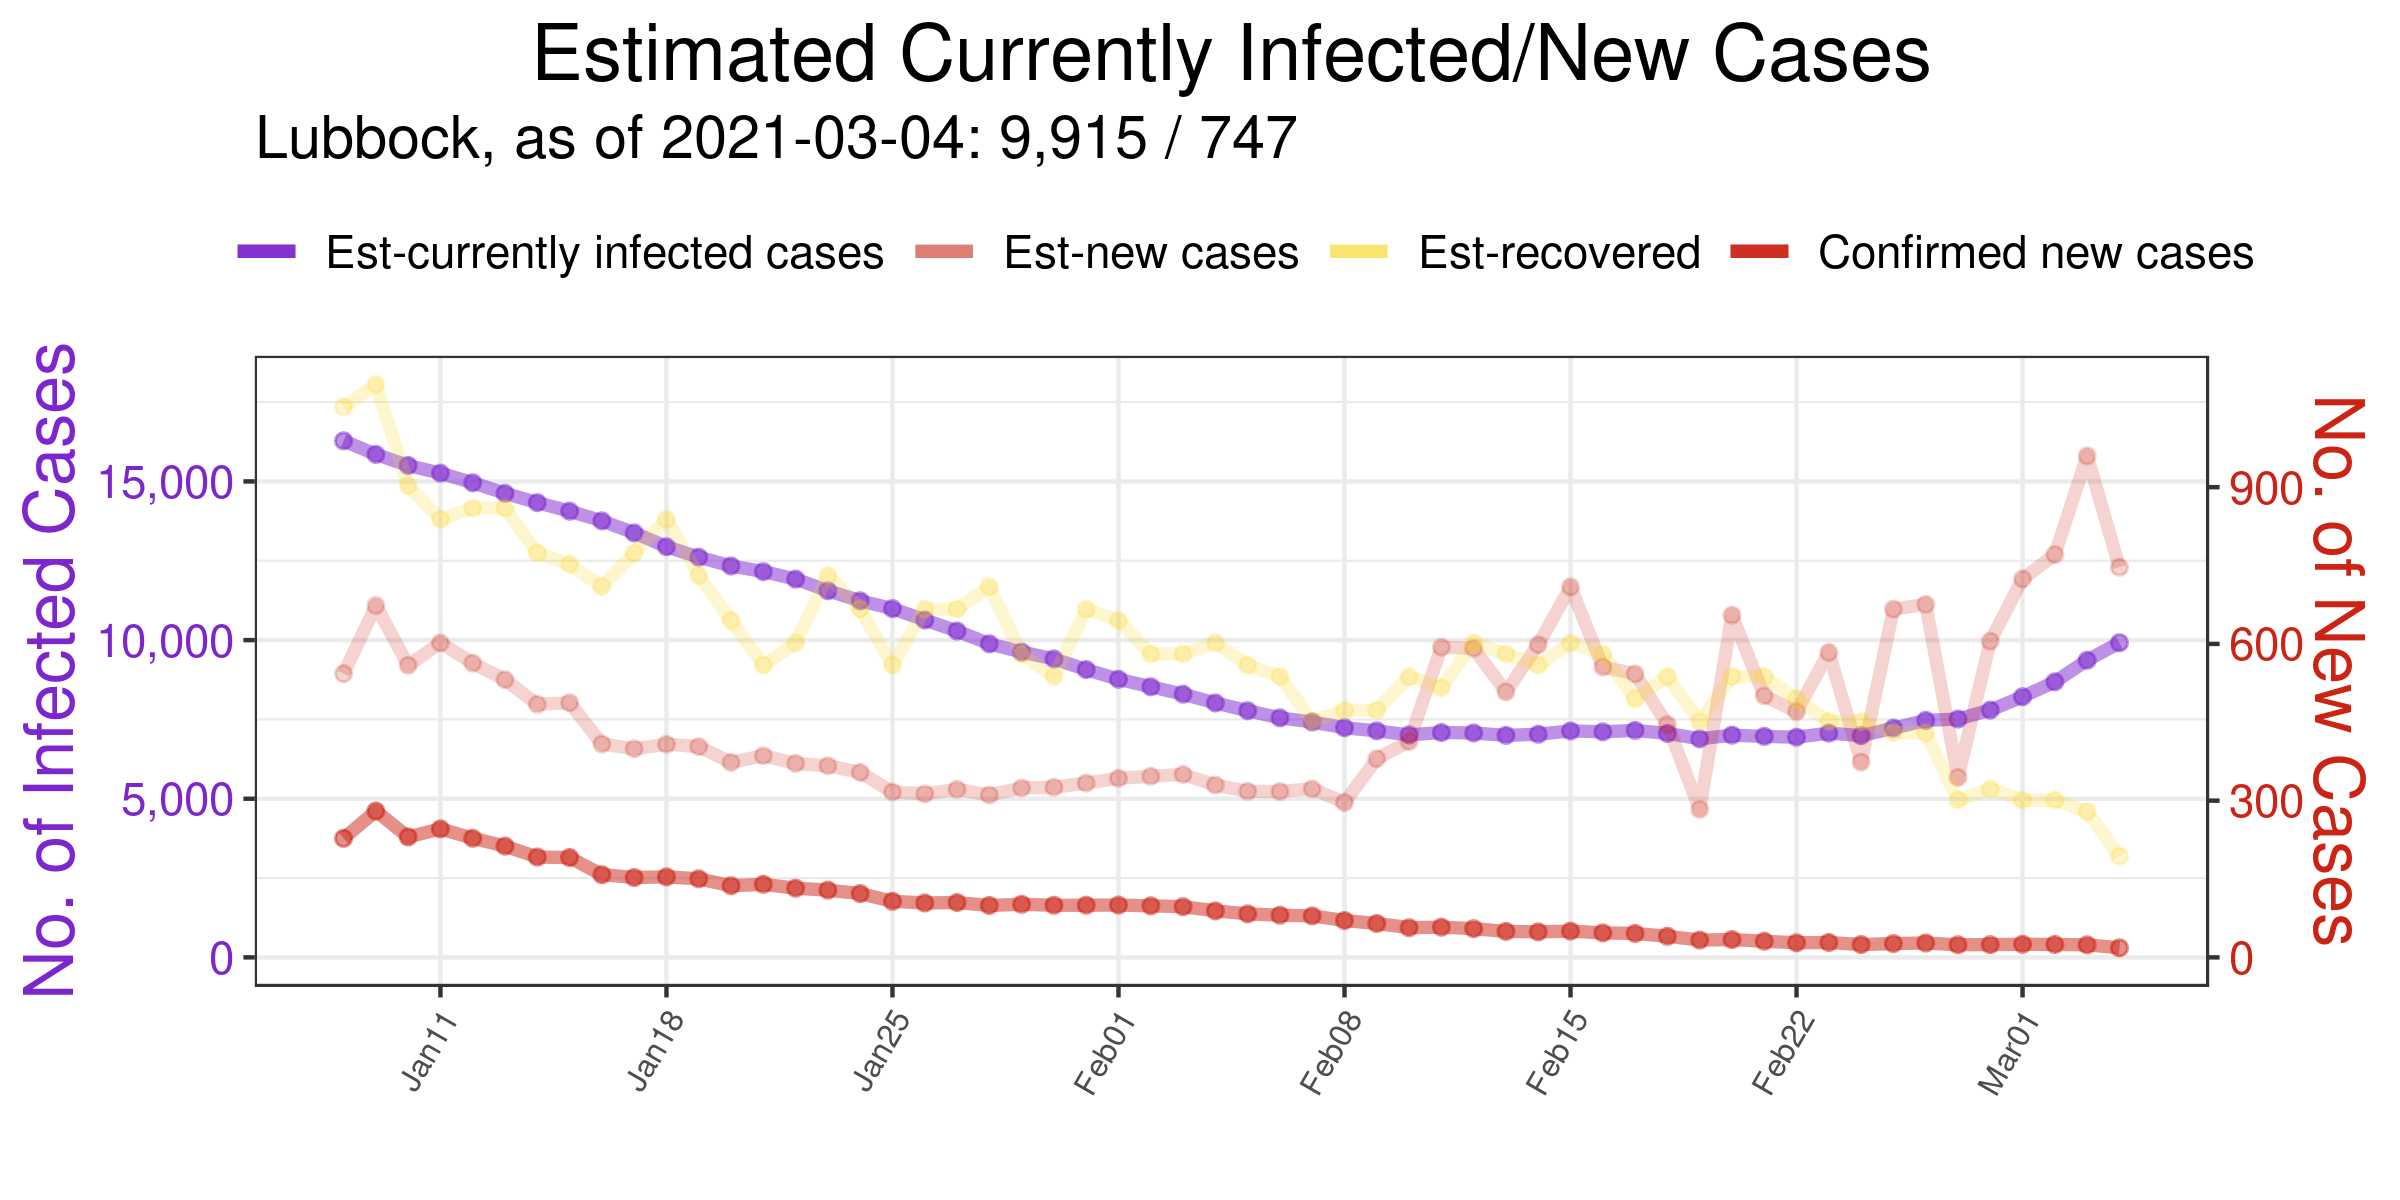 Estimated Currently Infected/New Cases
Lubbock, as of 2021-03-04: 9,915 / 747
Est-currently infected cases Est-new cases Est-recovered Confirmed new cases
No. of Infected Cases
15,000
10,000
5,000
0
900
600
300
0
No. of New Cases
Jan11 Jan18 Jan25 Feb01 Feb08 Feb15 Feb22 Mar01